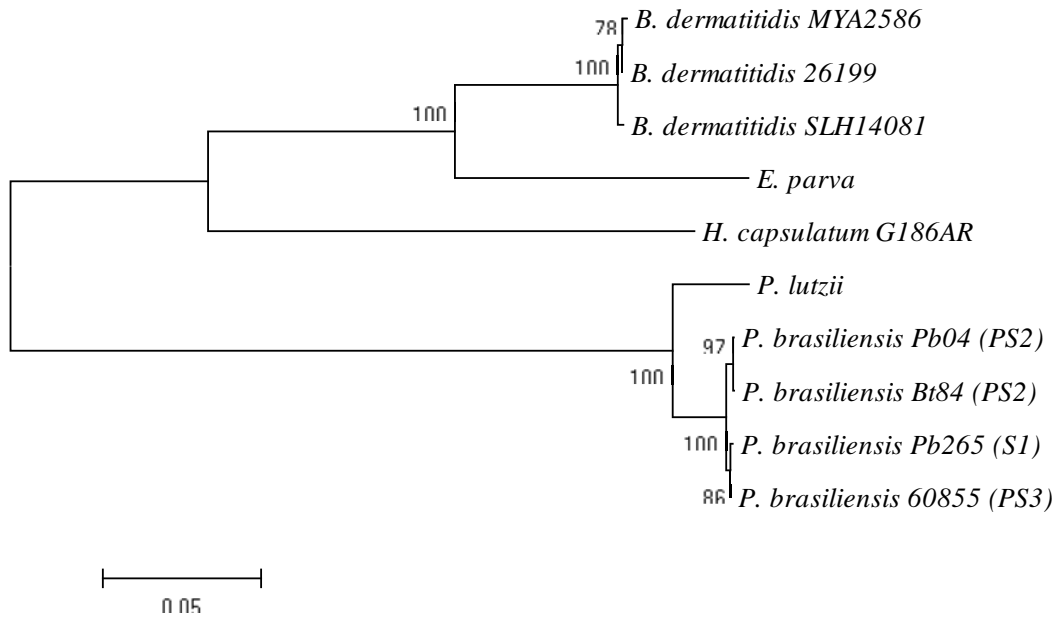 B. dermatitidis MYA2586
78
B. dermatitidis 26199
100
B. dermatitidis SLH14081
100
E. parva
H. capsulatum G186AR
P. lutzii
P. brasiliensis Pb04 (PS2)
97
100
P. brasiliensis Bt84 (PS2)
P. brasiliensis Pb265 (S1)
100
P. brasiliensis 60855 (PS3)
86
0.05